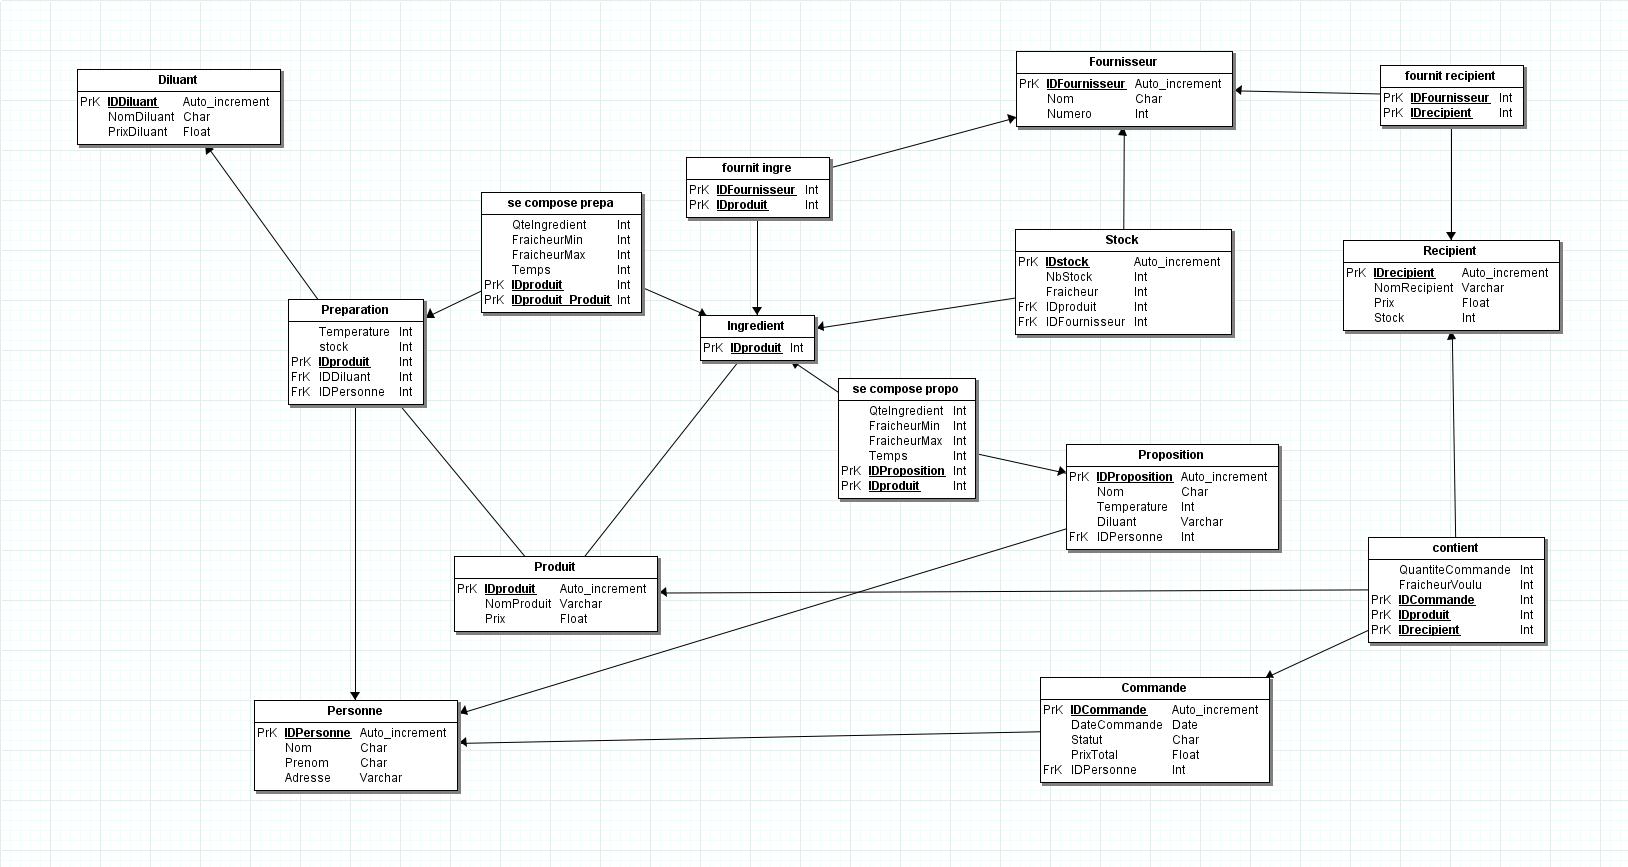 Diluant
PrK IDDiluant Auto_increment
NomDiluant Char
PrixDiluant Float
Fournisseur
PrK IDFournisseur Auto_increment
Nom Char
Numero Int
fournit recipient
PrK IDFournisseur Int
PrK IDrecipient Int
fournit ingre
PrK IDFournisseur Int
PrK IDproduit Int
se compose prepa
QteIngredient Int
FraicheurMin Int
FraicheurMax Int
Temps Int
PrK IDproduit Int
PrK IDproduit_Produit Int
Stock
PrK IDstock Auto_increment
NbStock Int
Fraicheur Int
FrK IDproduit Int
FrK IDFournisseur Int
Recipient
PrK IDrecipient Auto_increment
NomRecipient Varchar
Prix Float
Stock Int
Preparation
Temperature Int
stock Int
PrK IDproduit Int
FrK IDDiluant Int
FrK IDPersonne Int
Ingredient
PrK IDproduit Int
se compose propo
QteIngredient Int
FraicheurMin Int
FraicheurMax Int
Temps Int
PrK IDProposition Int
PrK IDproduit Int
Proposition
PrK IDProposition Auto_increment
Nom Char
Temperature Int
Diluant Varchar
FrK IDPersonne Int
contient
QuantiteCommande Int
FraicheurVoulu Int
PrK IDCommande Int
PrK IDproduit Int
PrK IDrecipient Int
Produit
PrK IDproduit Auto_increment
NomProduit Varchar
Prix Float
Commande
PrK IDCommande Auto_increment
DateCommande Date
Statut Char
PrixTotal Float
FrK IDPersonne Int
Personne
PrK IDPersonne Auto_increment
Nom Char
Prenom Char
Adresse Varchar